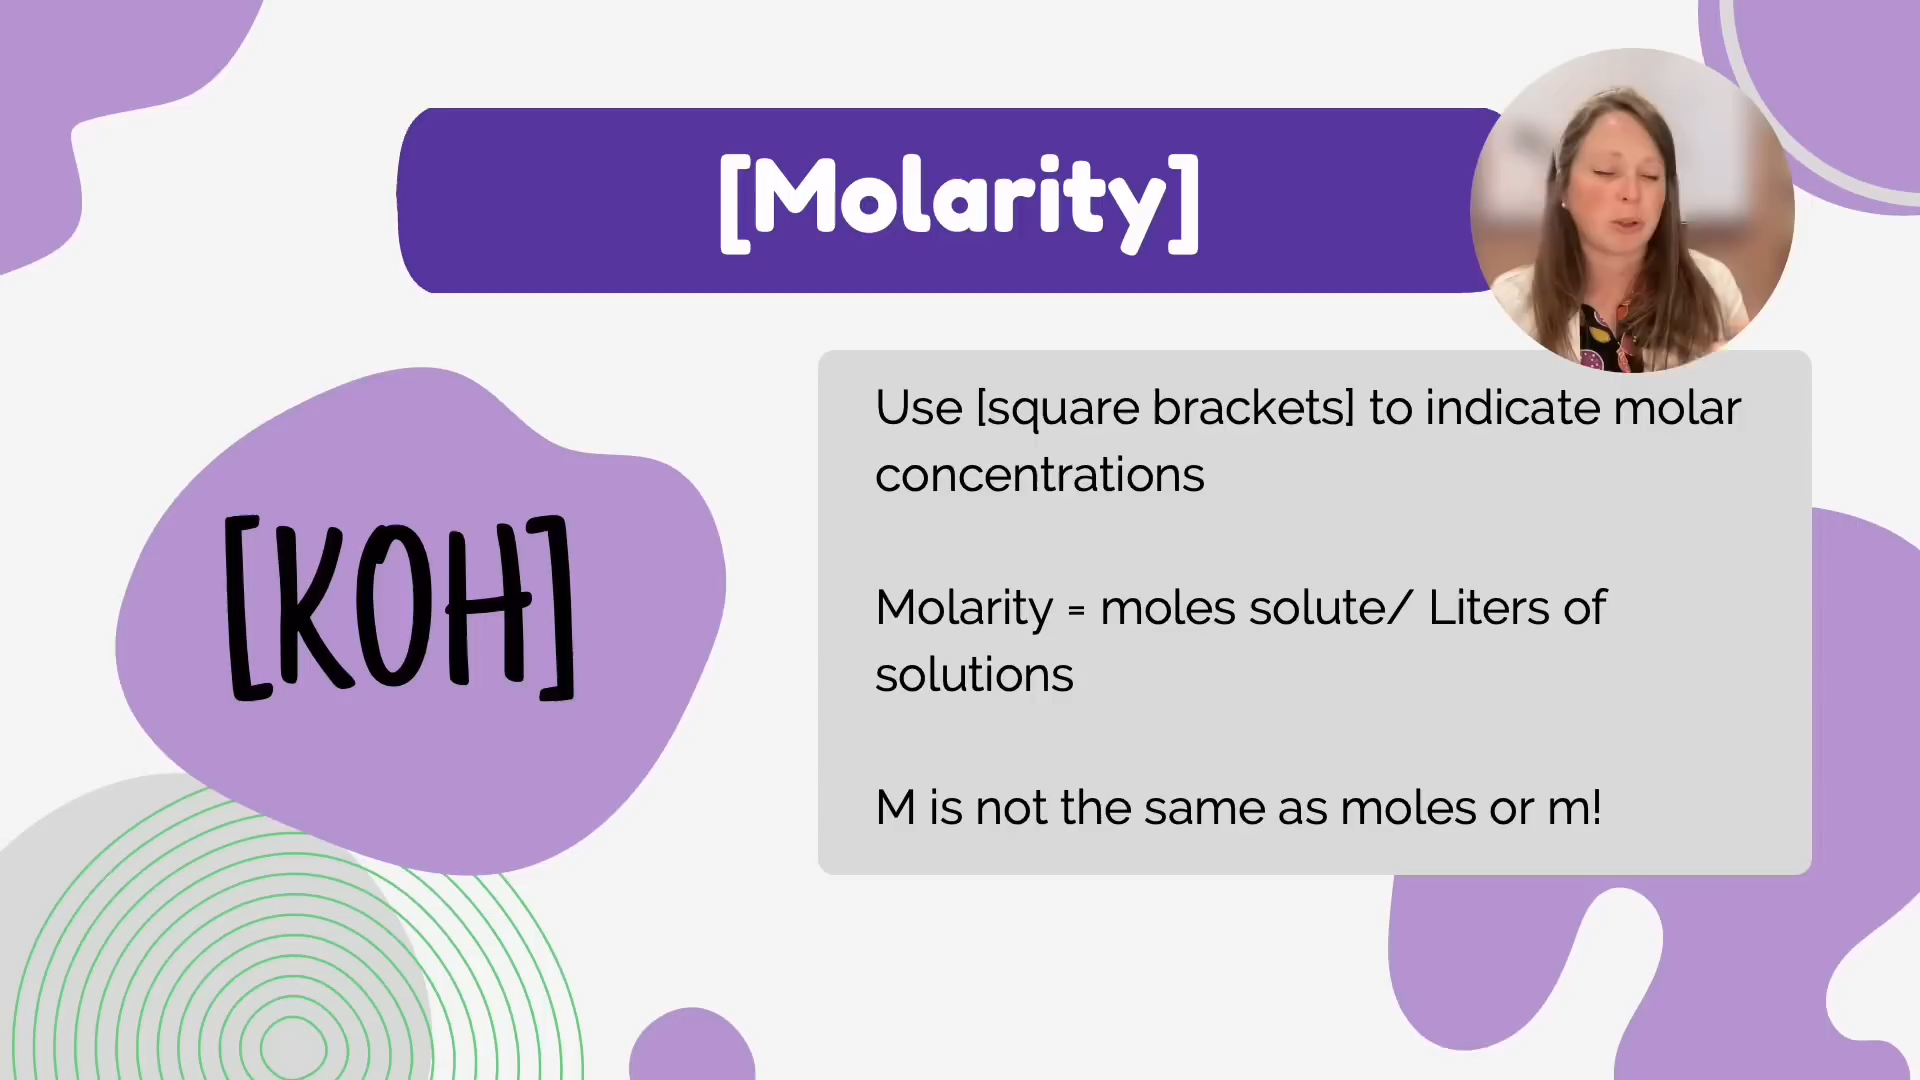 [Molarity]
[KOH]
Use [square brackets] to indicate molar
concentrations
Molarity = moles solute/ Liters of
solutions
M is not the same as moles or m!